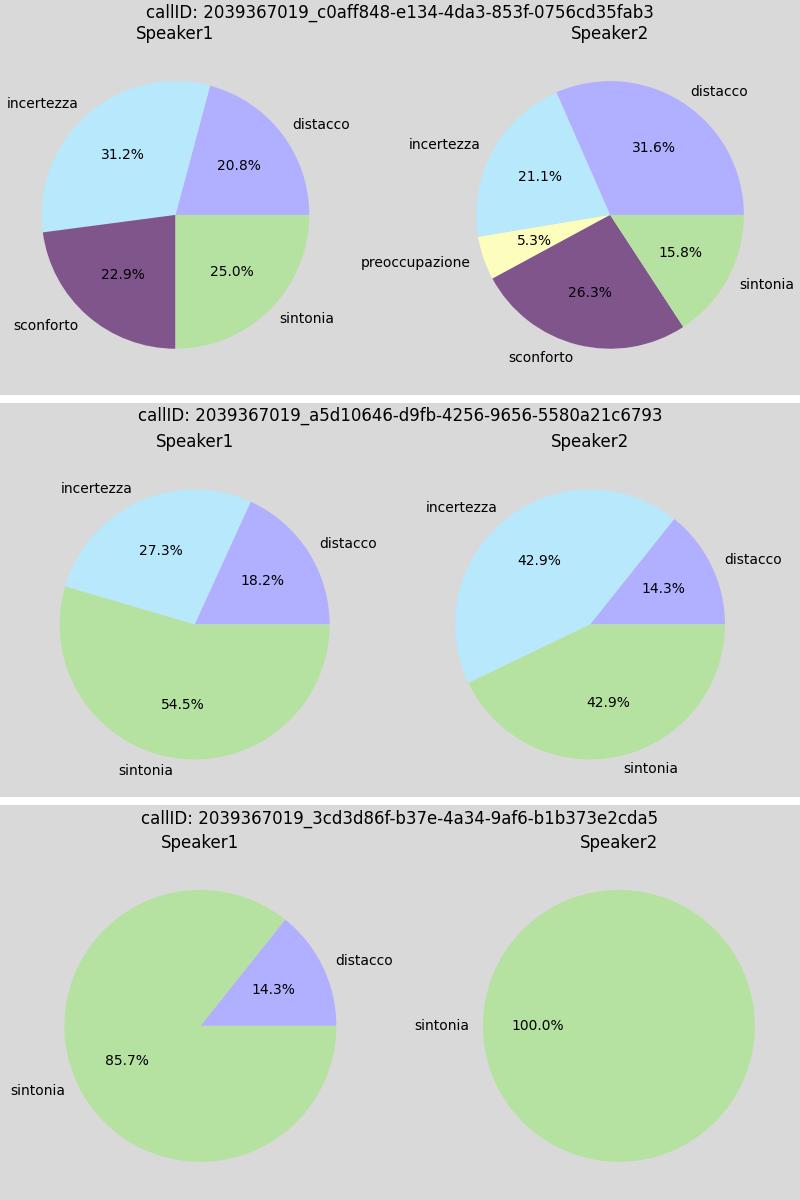 callID: 2039367019_c0aff848-e134-4da3-853f-0756cd35fab3
Speaker1
Speaker2
incertezza
31.2%
distacco
20.8%
sconforto
22.9%
25.0%
sintonia
distacco
31.6%
incertezza
21.1%
preoccupazione
5.3%
26.3%
sconforto
15.8%
sintonia
callID: 2039367019_a5d10646-d9fb-4256-9656-5580a21c6793
Speaker1
Speaker2
incertezza
27.3%
distacco
18.2%
54.5%
sintonia
incertezza
42.9%
distacco
14.3%
42.9%
sintonia
callID: 2039367019_3cd3d86f-b37e-4a34-9af6-b1b373e2cda5
Speaker1
Speaker2
distacco
14.3%
85.7%
sintonia
sintonia
100.0%